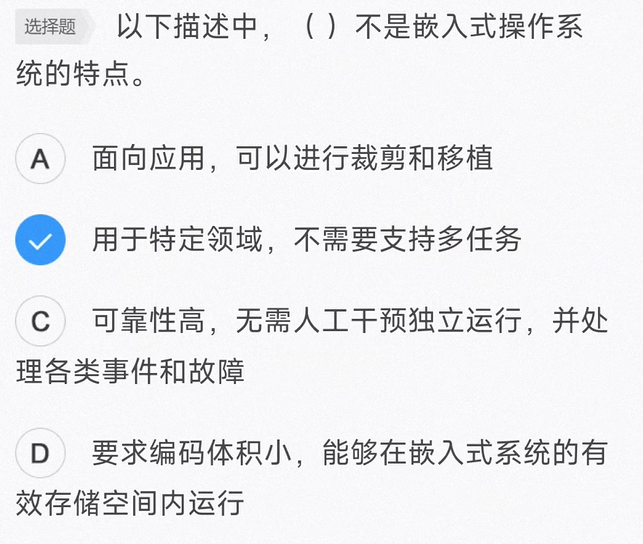 选择题 以下描述中，（ ）不是嵌入式操作系
统的特点。
A 面向应用，可以进行裁剪和移植
用于特定领域，不需要支持多任务
C 可靠性高，无需人工干预独立运行，并处
理各类事件和故障
D 要求编码体积小，能够在嵌入式系统的有
效存储空间内运行